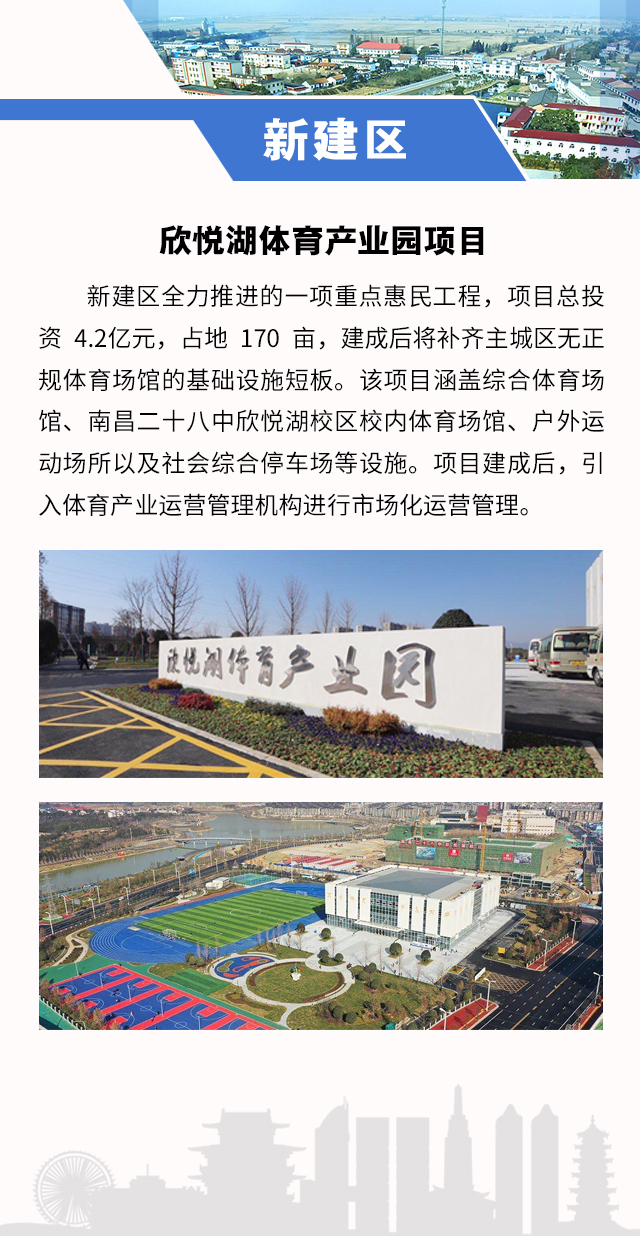 新建区
欣悦湖体育产业园项目
新建区全力推进的一项重点惠民工程，项目总投
资 4.2亿元，占地 170 亩，建成后将补齐主城区无正
规体育场馆的基础设施短板。该项目涵盖综合体育场
馆、南昌二十八中欣悦湖校区校内体育场馆、户外运
动场所以及社会综合停车场等设施。项目建成后，引
入体育产业运营管理机构进行市场化运营管理。
欣悦湖体育产业园